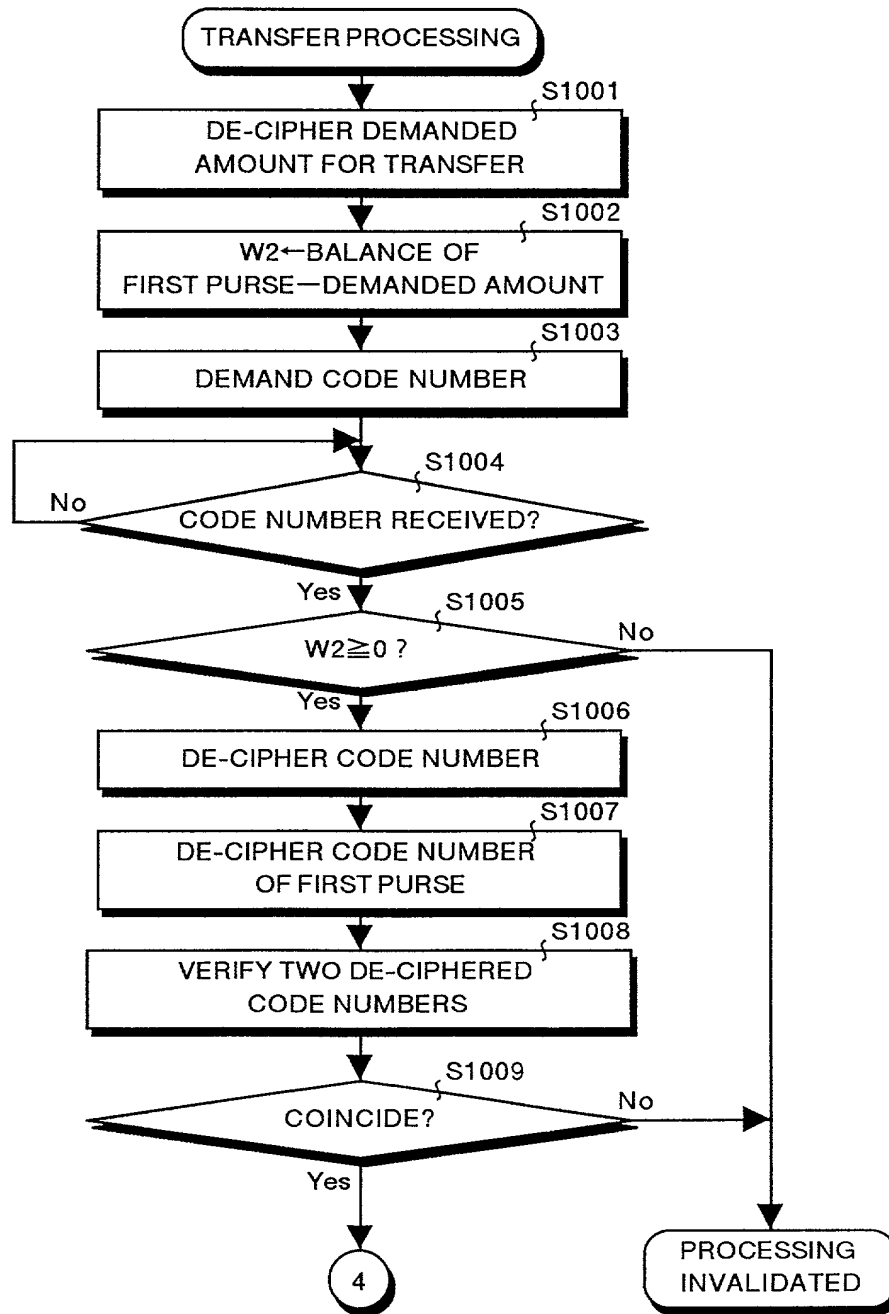 TRANSFER PROCESSING
S1001
DE-CIPHER DEMANDED
AMOUNT FOR TRANSFER
S1002
W2←BALANCE OF
FIRST PURSE—DEMANDED AMOUNT
S1003
DEMAND CODE NUMBER
S1004
No
CODE NUMBER RECEIVED?
Yes
S1005
No
W2≧0 ?
Yes
S1006
DE-CIPHER CODE NUMBER
S1007
DE-CIPHER CODE NUMBER
OF FIRST PURSE
S1008
VERIFY TWO DE-CIPHERED
CODE NUMBERS
S1009
No
COINCIDE?
Yes
4
PROCESSING
INVALIDATED